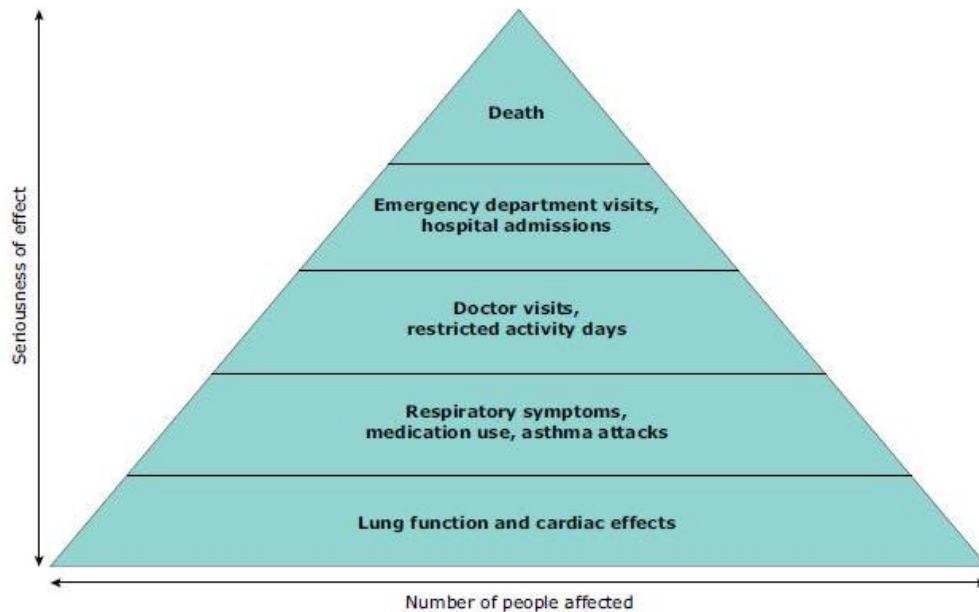 Death
Emergency department visits,
hospital admissions
Doctor visits,
restricted activity days
Respiratory symptoms,
medication use, asthma attacks
Lung function and cardiac effects
Seriousness of effect
Number of people affected